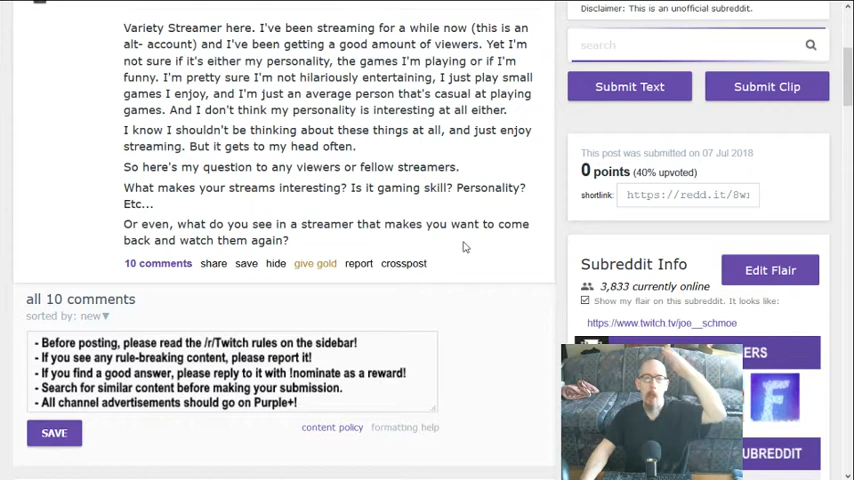 Disclaimer: This is an unofficial subreddit.
Variety Streamer here. I've been streaming for a while now (this is an
alt- account) and I've been getting a good amount of viewers. Yet I'm
not sure if it's either my personality, the games I'm playing or if I'm
funny. I'm pretty sure I'm not hilariously entertaining, I just play small
games I enjoy, and I'm just an average person that's casual at playing
games. And I don't think my personality is interesting at all either.
I know I shouldn't be thinking about these things at all, and just enjoy
streaming. But it gets to my head often.
So here's my question to any viewers or fellow streamers.
What makes your streams interesting? Is it gaming skill? Personality?
Etc...
Or even, what do you see in a streamer that makes you want to come
back and watch them again?
10 comments share save hide give gold report crosspost
all 10 comments
sorted by: new▼
- Before posting, please read the /r/Twitch rules on the sidebar!
- If you see any rule-breaking content, please report it!
- If you find a good answer, please reply to it with !nominate as a reward!
- Search for similar content before making your submission.
- All channel advertisements should go on Purple+!
SAVE
content policy formatting help
search
Submit Text
Submit Clip
This post was submitted on 07 Jul 2018
0 points (40% upvoted)
shortlink:
Subreddit Info
Edit Flair
3,833 currently online
Show my flair on this subreddit. It looks like:
https://www.twitch.tv/joe__schmoe
ERS
F
UBREDDIT